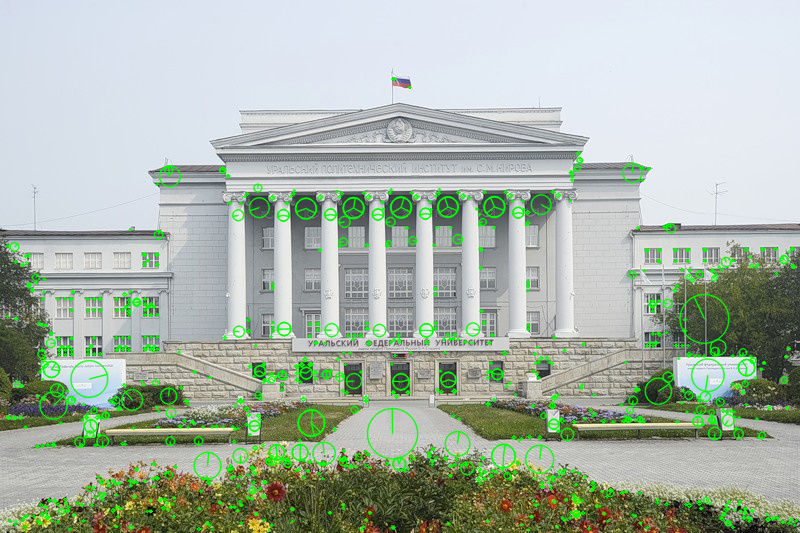 УРАЛЬСКИЙ ПОЛИТЕХНИЧЕСКИЙ ИНСТИТУТ им. С.М.КИРОВА
УРАЛЬСКИЙ ФЕДЕРАЛЬНЫЙ УНИВЕРСИТЕТ